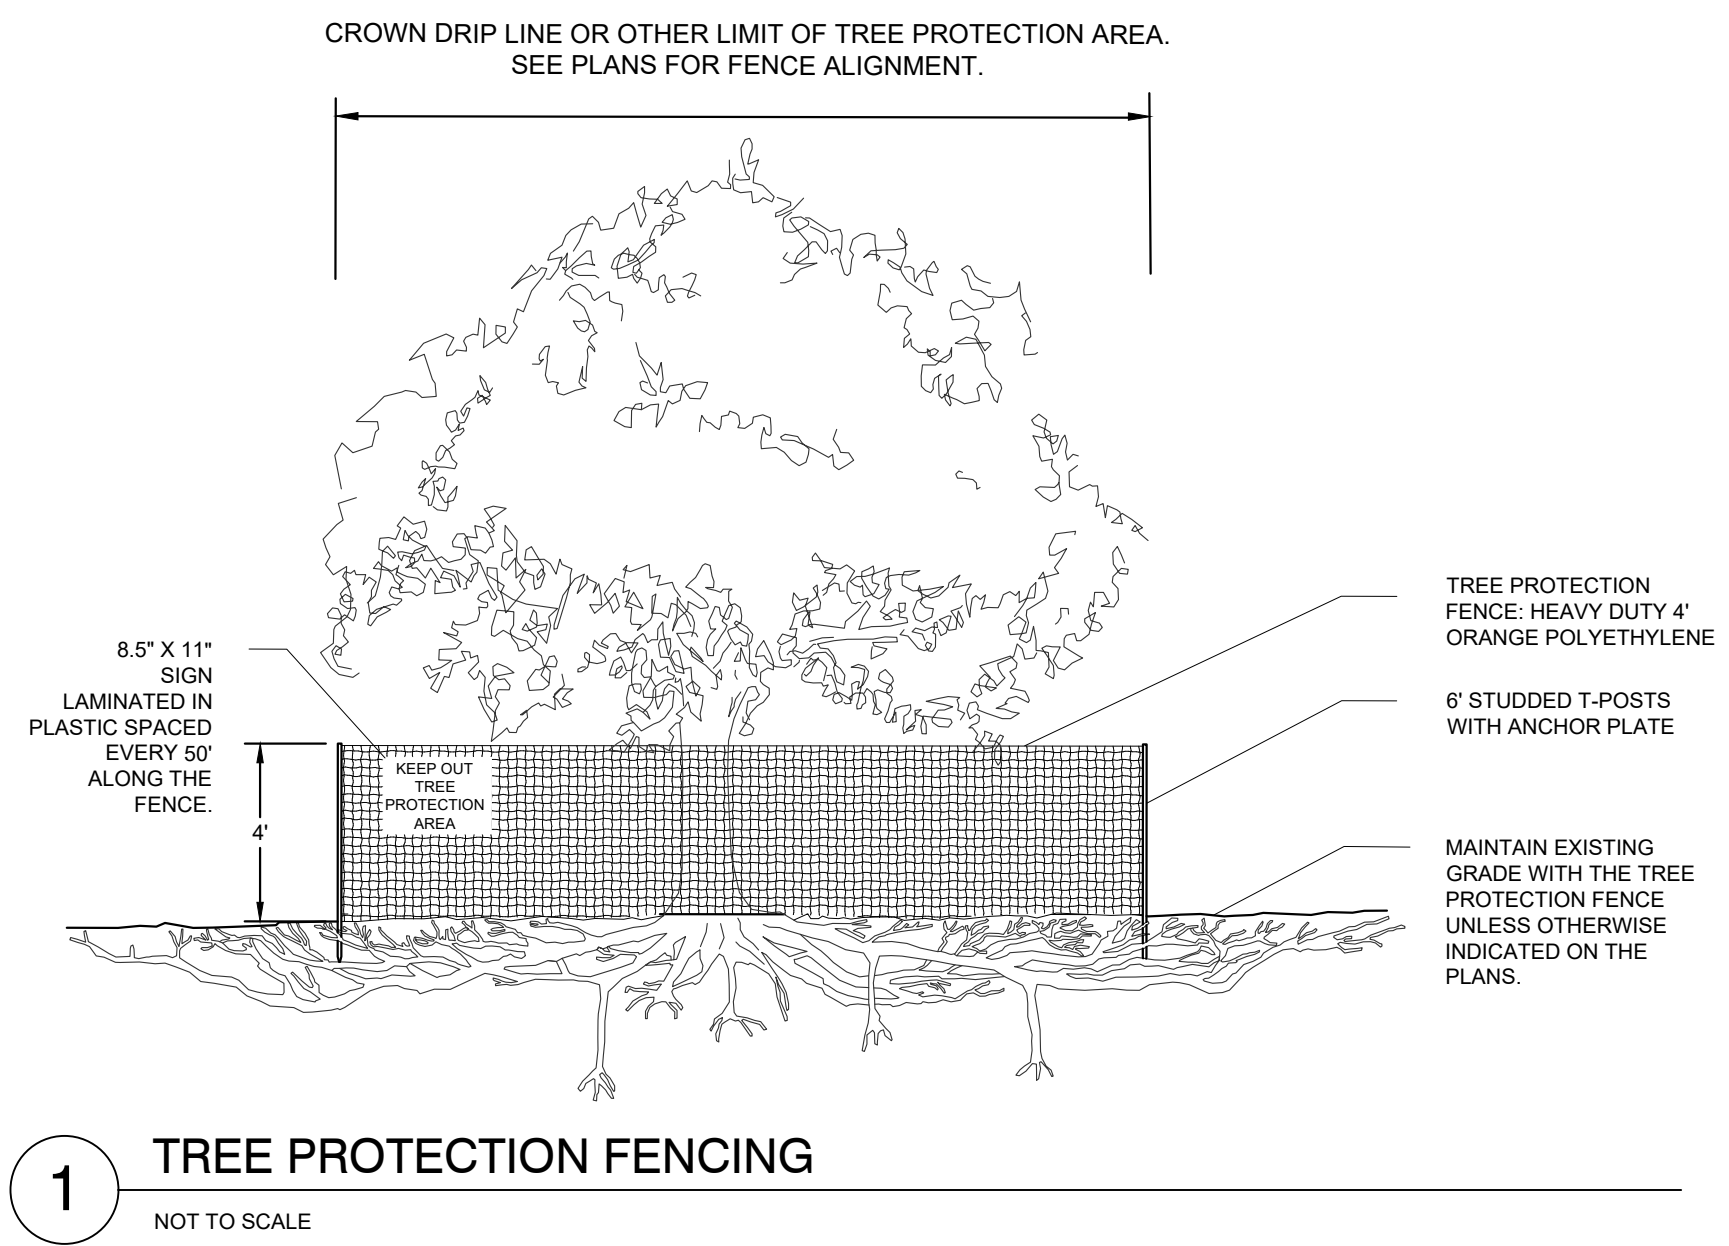 CROWN DRIP LINE OR OTHER LIMIT OF TREE PROTECTION AREA.
SEE PLANS FOR FENCE ALIGNMENT.
8.5" X 11"
SIGN
LAMINATED IN
PLASTIC SPACED
EVERY 50'
ALONG THE
FENCE.
4'
KEEP OUT
TREE
PROTECTION
AREA
TREE PROTECTION
FENCE: HEAVY DUTY 4'
ORANGE POLYETHYLENE
6' STUDDED T-POSTS
WITH ANCHOR PLATE
MAINTAIN EXISTING
GRADE WITH THE TREE
PROTECTION FENCE
UNLESS OTHERWISE
INDICATED ON THE
PLANS.
1
TREE PROTECTION FENCING
NOT TO SCALE